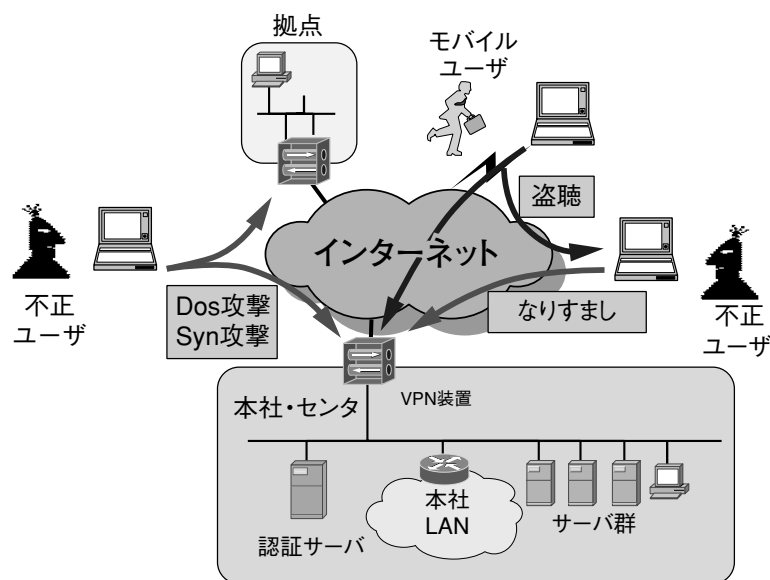 拠点
モバイル
ユーザ
盗聴
インターネット
不正
ユーザ
Dos攻撃
Syn攻撃
なりすまし
不正
ユーザ
本社・センタ
VPN装置
本社
LAN
認証サーバ
サーバ群